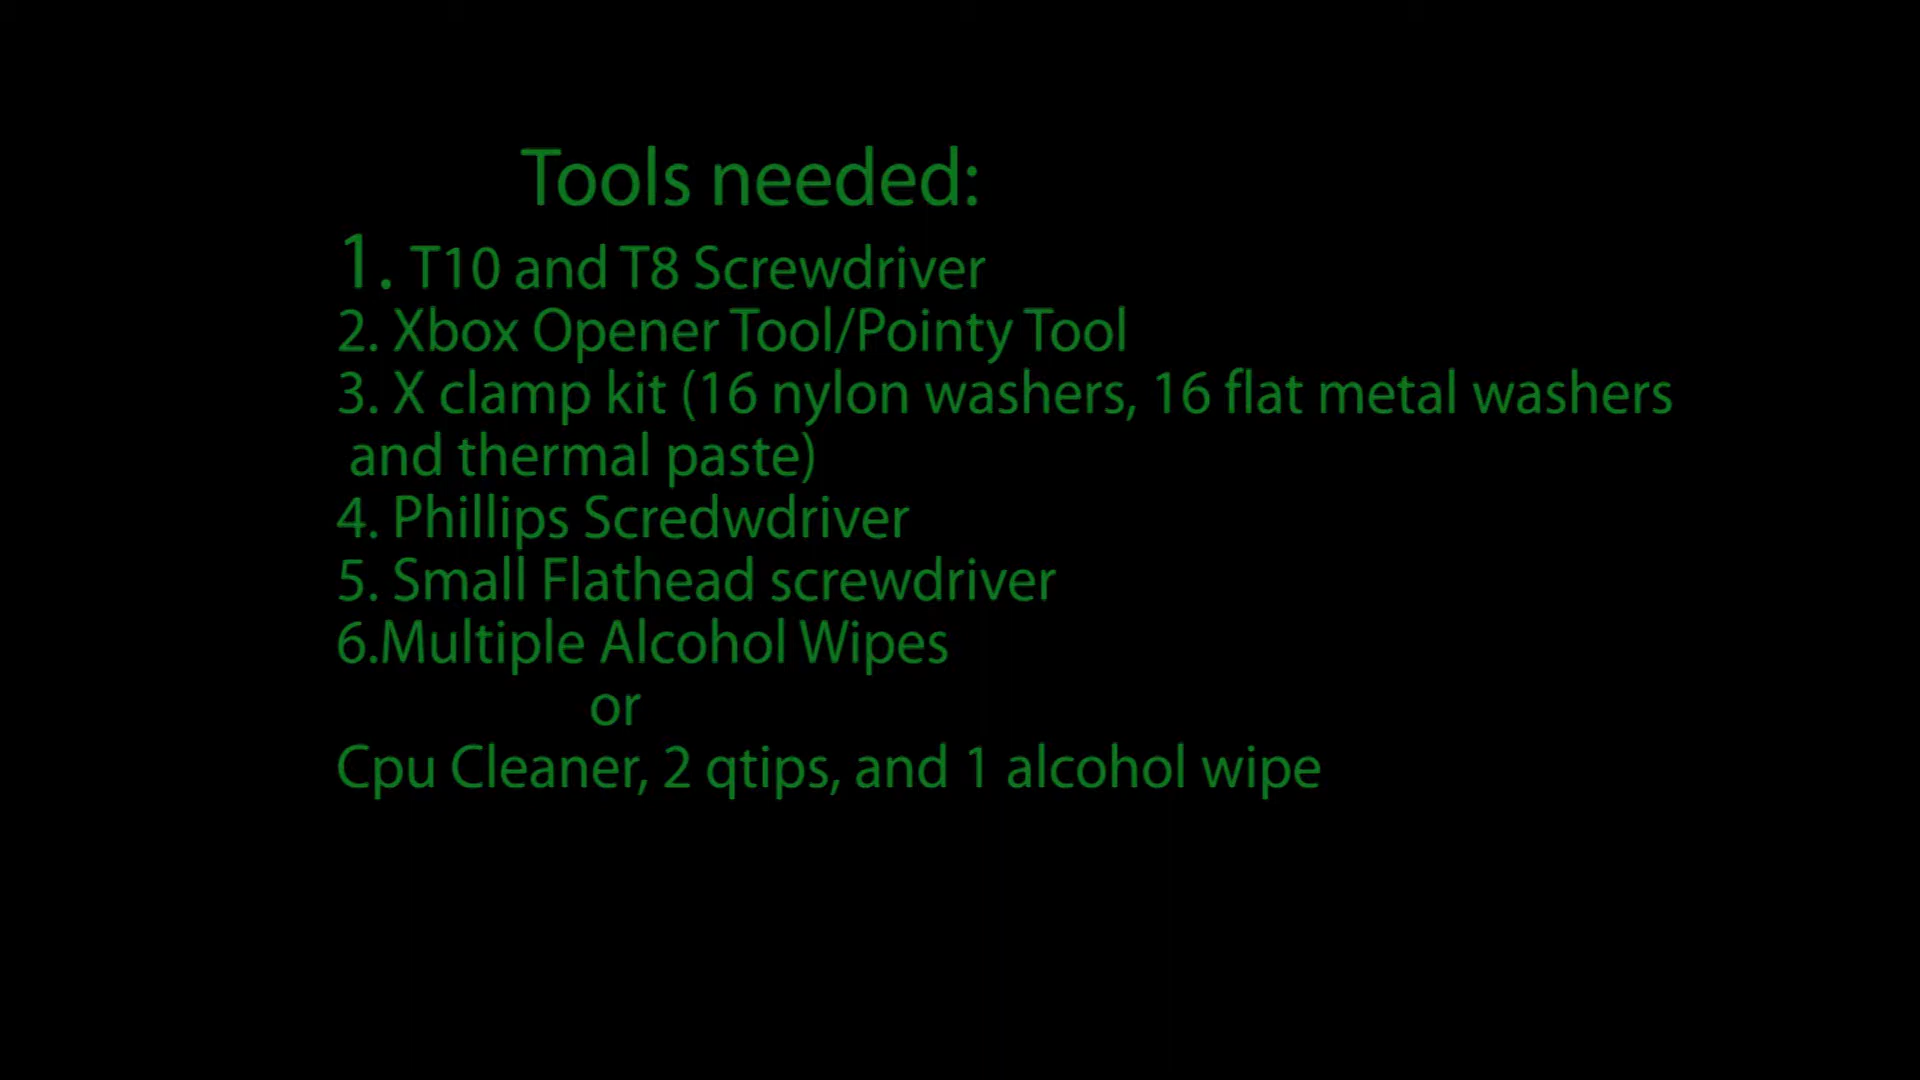 Tools needed:
1. T10 and T8 Screwdriver
2. Xbox Opener Tool/Pointy Tool
3. X clamp kit (16 nylon washers, 16 flat metal washers
and thermal paste)
4. Phillips Scredwdriver
5. Small Flathead screwdriver
6.Multiple Alcohol Wipes
or
Cpu Cleaner, 2 qtips, and 1 alcohol wipe